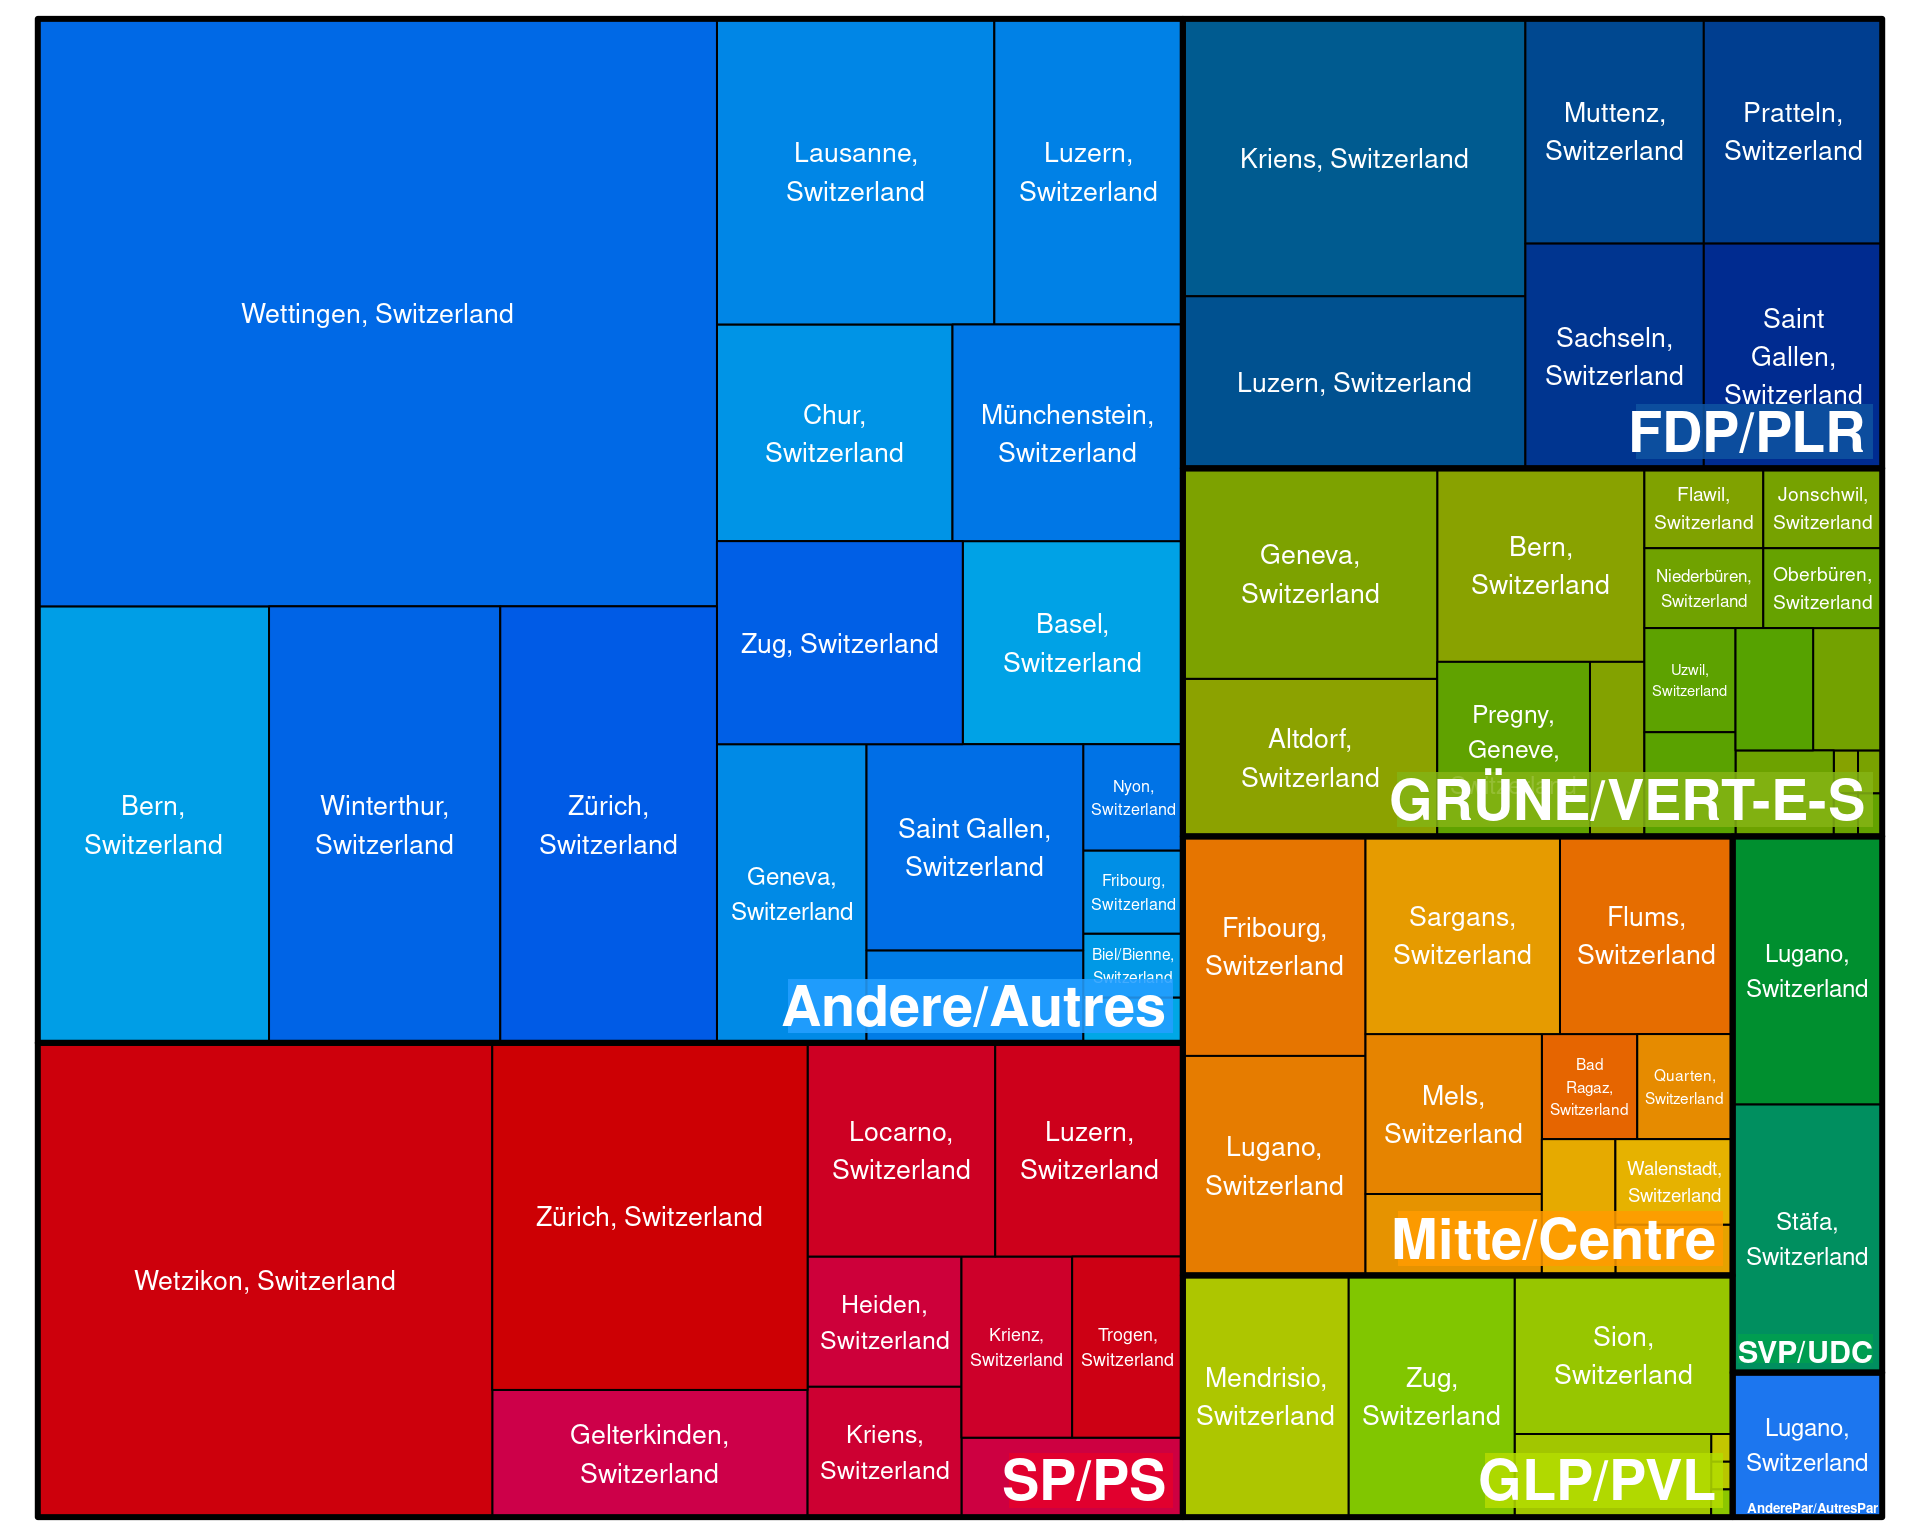 Wettingen, Switzerland
Lausanne,
Switzerland
Luzern,
Switzerland
Chur,
Switzerland
Münchenstein,
Switzerland
Zug, Switzerland
Basel,
Switzerland
Bern,
Switzerland
Winterthur,
Switzerland
Zürich,
Switzerland
Geneva,
Switzerland
Saint Gallen,
Switzerland
Nyon,
Switzerland
Fribourg,
Switzerland
Biel/Bienne,
Switzerland
Andere/Autres
Wetzikon, Switzerland
Zürich, Switzerland
Gelterkinden,
Switzerland
Locarno,
Switzerland
Luzern,
Switzerland
Heiden,
Switzerland
Krienz,
Switzerland
Trogen,
Switzerland
Kriens,
Switzerland
SP/PS
Kriens, Switzerland
Luzern, Switzerland
Muttenz,
Switzerland
Pratteln,
Switzerland
Sachseln,
Switzerland
Saint
Gallen,
Switzerland
FDP/PLR
Geneva,
Switzerland
Altdorf,
Switzerland
Bern,
Switzerland
Pregny,
Geneve,
Switzerland
Flawil,
Switzerland
Jonschwil,
Switzerland
Niederbüren,
Switzerland
Oberbüren,
Switzerland
Uzwil,
Switzerland
GRÜNE/VERT-E-S
Fribourg,
Switzerland
Lugano,
Switzerland
Sargans,
Switzerland
Flums,
Switzerland
Mels,
Switzerland
Bad
Ragaz,
Switzerland
Quarten,
Switzerland
Walenstadt,
Switzerland
Mitte/Centre
Lugano,
Switzerland
Stäfa,
Switzerland
SVP/UDC
Mendrisio,
Switzerland
Zug,
Switzerland
Sion,
Switzerland
GLP/PVL
Lugano,
Switzerland
AnderePar/AutresPar